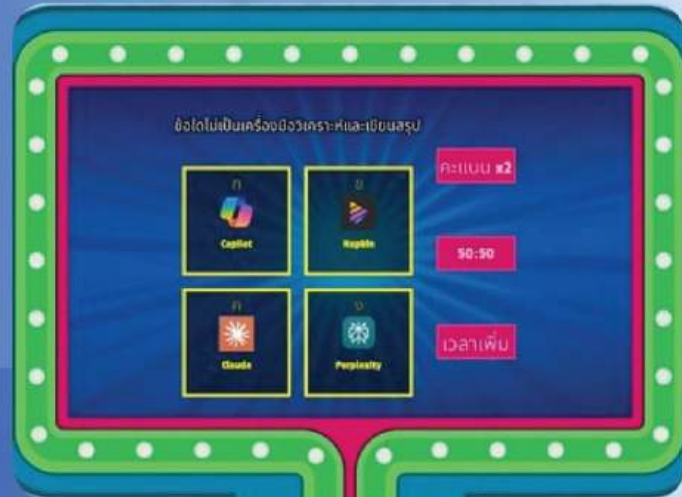 ข้อใดไม่เป็นเครื่องมือวิเคราะห์และเขียนสรุป
ก
Copilot
ข
Napkin
ค
Claude
ง
Perplexity
คะแนน x2
50:50
เวลาเพิ่ม